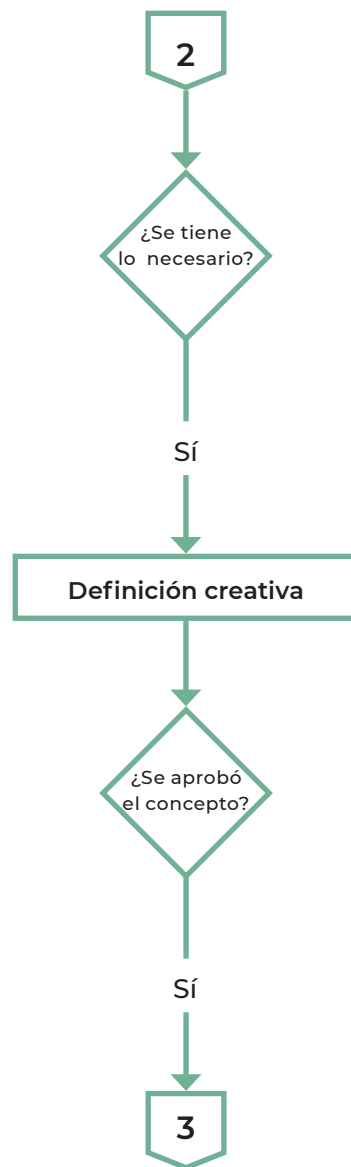 2
¿Se tiene
lo necesario?
Sí
Definición creativa
¿Se aprobó
el concepto?
Sí
3